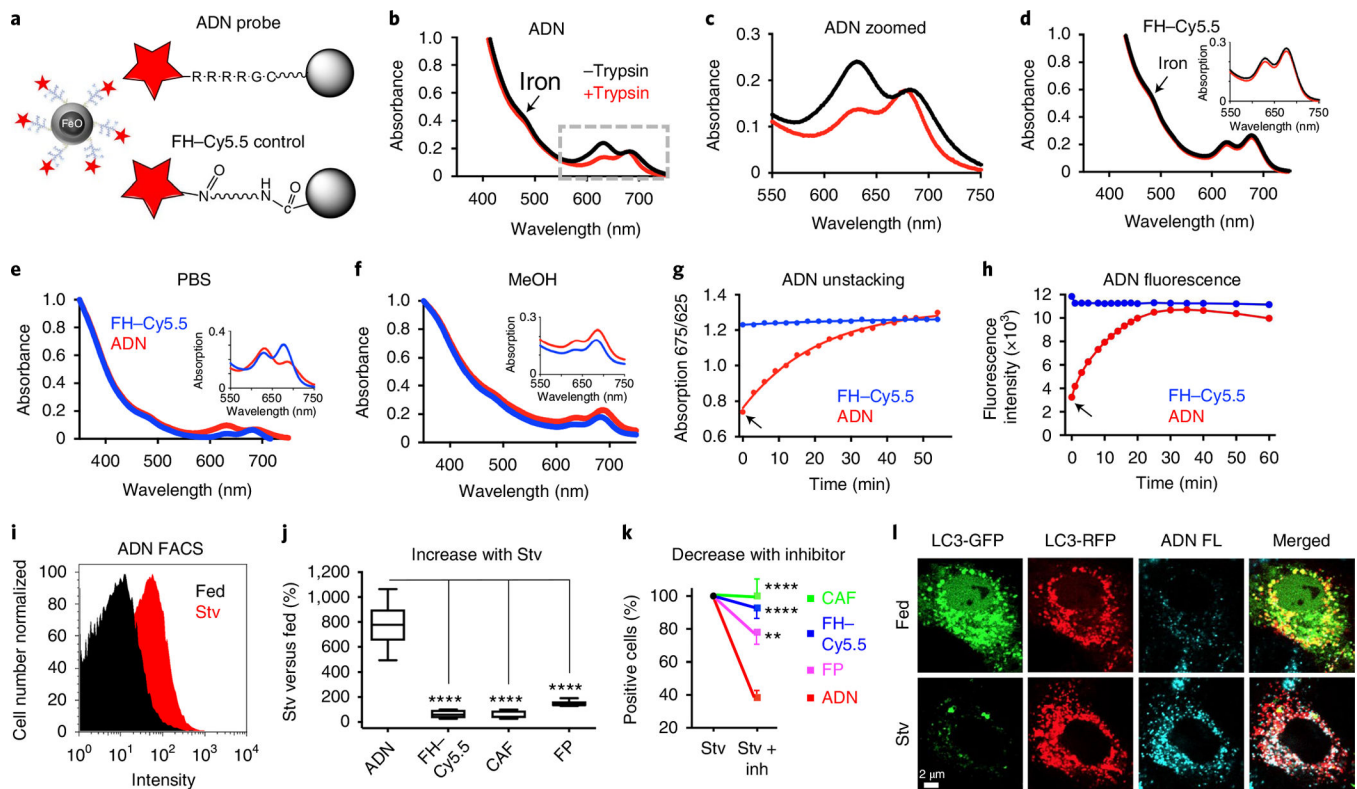 a
ADN probe
R·R·R·G·C
FeO
FH–Cy5.5 control
O
N
H
N
O
C
b
ADN
1.0
0.8
0.6
0.4
0.2
0
Absorbance
Iron
–Trypsin
+Trypsin
400 500 600 700
Wavelength (nm)
c
ADN zoomed
0.3
0.2
0.1
0
Absorbance
550 600 650 700 750
Wavelength (nm)
d
FH–Cy5.5
1.0
0.8
0.6
0.4
0.2
0
Absorbance
Iron
0.3
0
Absorption
550 650 750
Wavelength (nm)
400 500 600 700
Wavelength (nm)
e
PBS
1.0
0.8
0.6
0.4
0.2
0
Absorbance
FH–Cy5.5
ADN
0.4
0
Absorption
550 650 750
Wavelength (nm)
400 500 600 700
Wavelength (nm)
f
MeOH
1.0
0.8
0.6
0.4
0.2
0
Absorbance
0.3
0
Absorption
550 650 750
Wavelength (nm)
400 500 600 700
Wavelength (nm)
g
ADN unstacking
1.4
1.2
1.0
0.8
0.6
Absorption 675/625
FH–Cy5.5
ADN
0 10 20 30 40 50
Time (min)
h
ADN fluorescence
12
10
8
6
4
2
0
Fluorescence
intensity (×10³)
FH–Cy5.5
ADN
0 10 20 30 40 50 60
Time (min)
i
ADN FACS
100
80
60
40
20
0
Cell number normalized
Fed
Stv
10⁰ 10¹ 10² 10³ 10⁴
Intensity
j
Increase with Stv
1,200
1,000
800
600
400
200
0
Stv versus fed (%)
**** **** ****
ADN
FH–
Cy5.5
CAF
FP
k
Decrease with inhibitor
100
80
60
40
20
Positive cells (%)
****
****
**
CAF
FH–
Cy5.5
FP
ADN
Stv
Stv +
inh
l
LC3-GFP LC3-RFP ADN FL Merged
Fed
Stv
2 μm